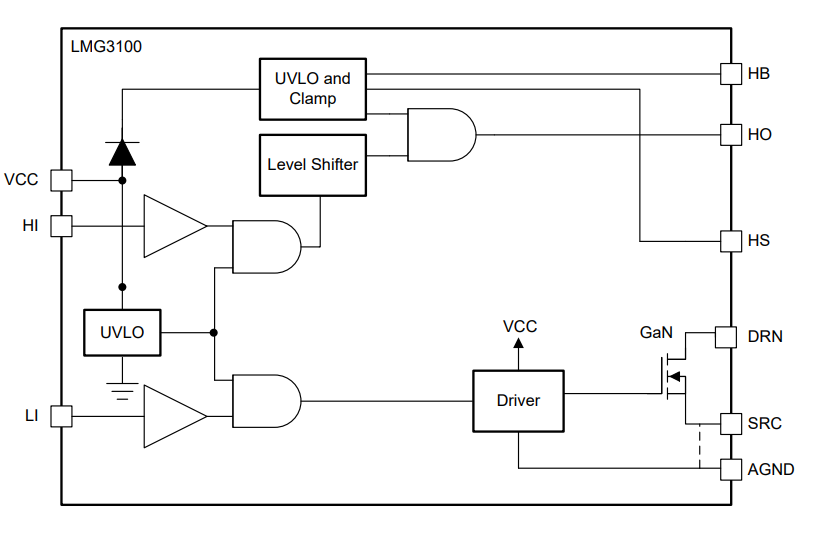 LMG3100
UVLO and
Clamp
HB
HO
Level Shifter
VCC
HI
HS
UVLO
VCC
GaN
DRN
Driver
LI
SRC
AGND